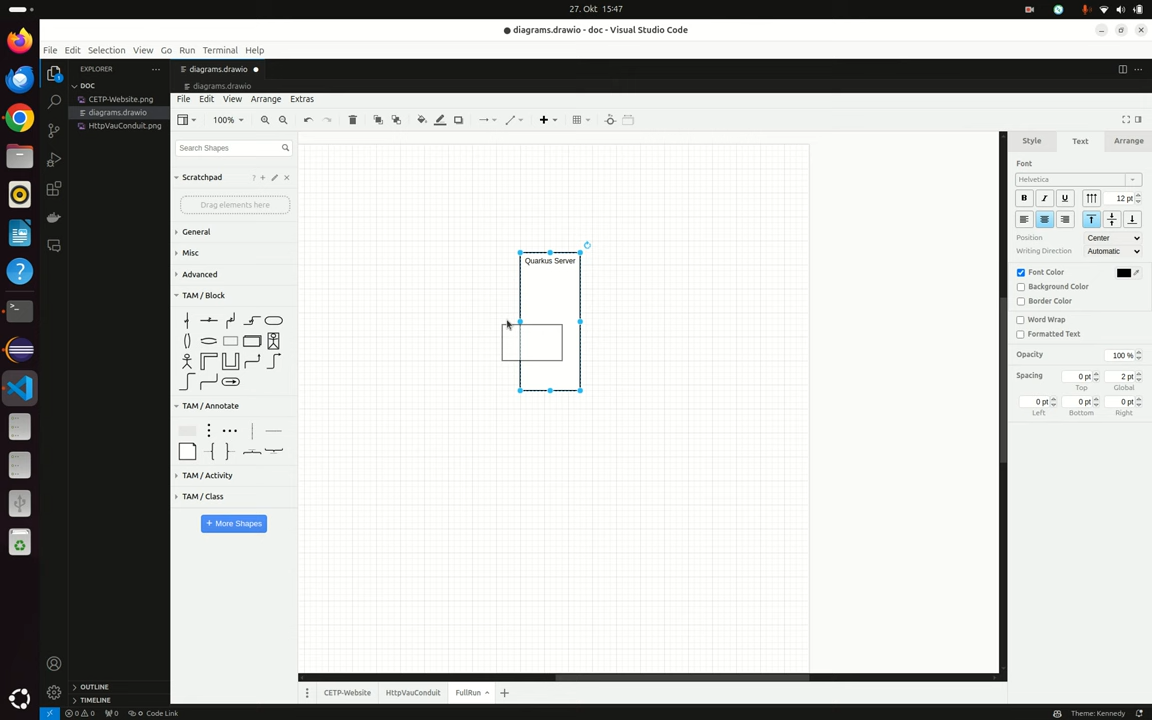 27. Okt 15:47
● diagrams.drawio - doc - Visual Studio Code
File Edit Selection View Go Run Terminal Help
EXPLORER
DOC
CETP-Website.png
diagrams.drawio
HttpVauConduit.png
OUTLINE
TIMELINE
diagrams.drawio
diagrams.drawio
File Edit View Arrange Extras
100%
Search Shapes
Scratchpad
?
Drag elements here
General
Misc
Advanced
TAM / Block
TAM / Annotate
TAM / Activity
TAM / Class
+ More Shapes
Quarkus Server
CETP-Website HttpVauConduit FullRun
Style Text Arrange
Font
Helvetica
B I U 12 pt
Position Center
Writing Direction Automatic
Font Color
Background Color
Border Color
Word Wrap
Formatted Text
Opacity 100 %
Spacing 0 pt 2 pt
Top Global
0 pt 0 pt 0 pt
Left Bottom Right
0 0 0 Code Link
Theme: Kennedy